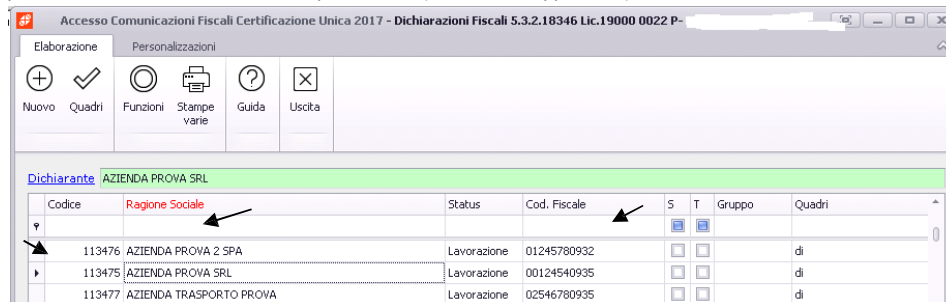 Accesso Comunicazioni Fiscali Certificazione Unica 2017 - Dichiarazioni Fiscali 5.3.2.18346 Lic.19000 0022 P-
Elaborazione Personalizzazioni
Nuovo Quadri Funzioni Stampe varie Guida Uscita
Dichiarante AZIENDA PROVA SRL
Codice Ragione Sociale Status Cod. Fiscale S T Gruppo Quadri
113476 AZIENDA PROVA 2 SPA Lavorazione 01245780932 di
113475 AZIENDA PROVA SRL Lavorazione 00124540935 di
113477 AZIENDA TRASPORTO PROVA Lavorazione 02546780935 di